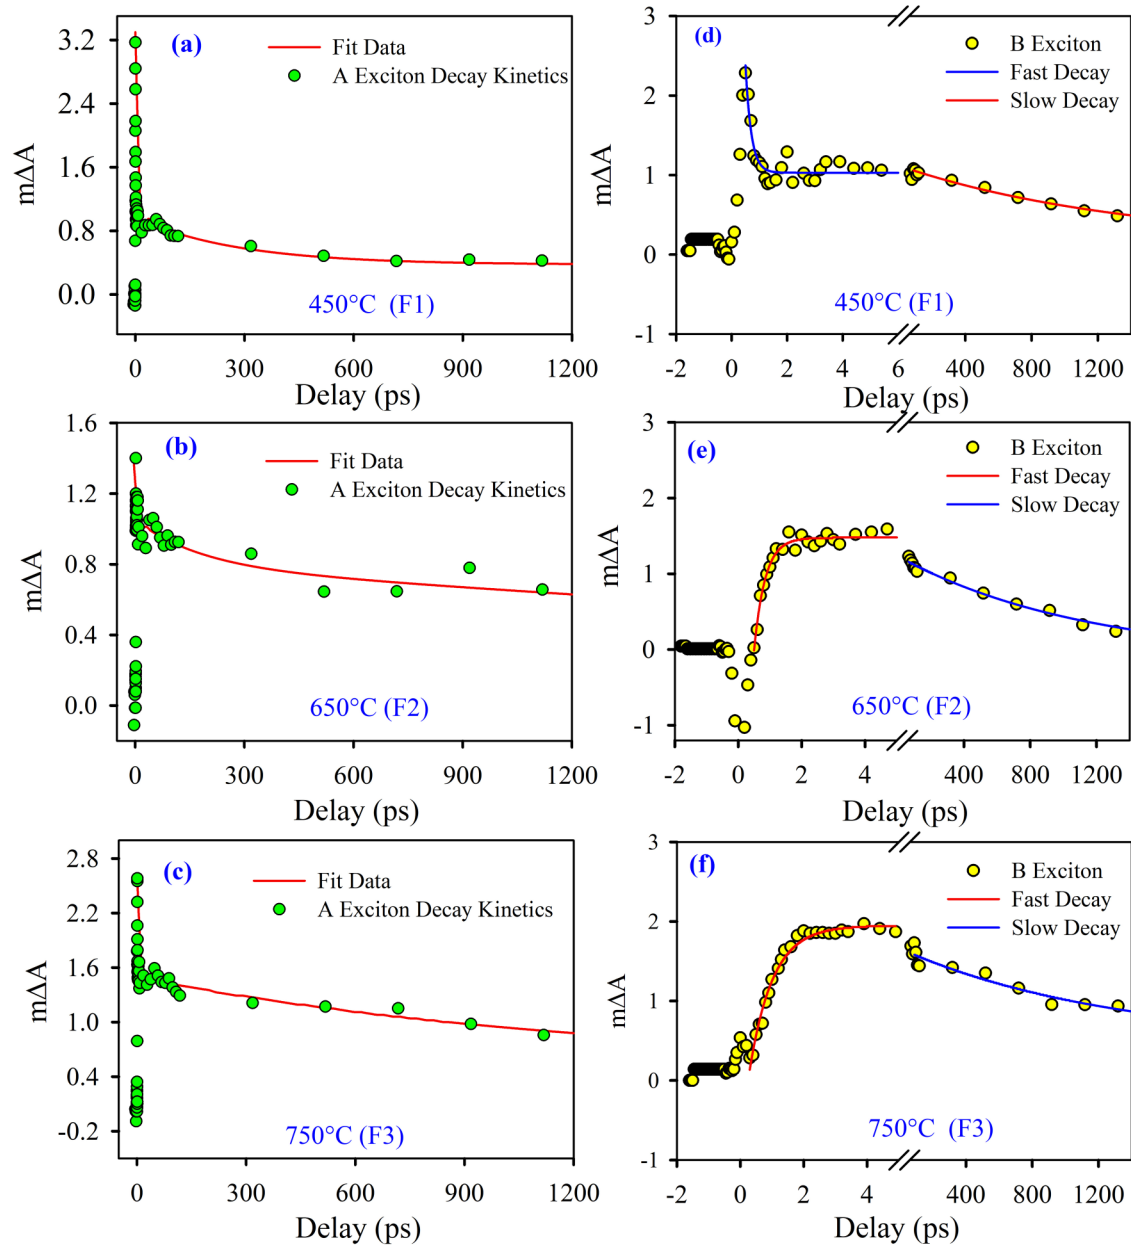 (a)
Fit Data
A Exciton Decay Kinetics
3.2
2.4
1.6
0.8
0.0
mΔA
450°C (F1)
0 300 600 900 1200
Delay (ps)
(d)
B Exciton
Fast Decay
Slow Decay
3
2
1
0
-1
mΔA
450°C (F1)
-2 0 2 4 6 400 800 1200
Delay (ps)
(b)
Fit Data
A Exciton Decay Kinetics
1.6
1.2
0.8
0.4
0.0
mΔA
650°C (F2)
0 300 600 900 1200
Delay (ps)
(e)
B Exciton
Fast Decay
Slow Decay
3
2
1
0
-1
mΔA
650°C (F2)
-2 0 2 4 400 800 1200
Delay (ps)
(c)
Fit Data
A Exciton Decay Kinetics
2.8
2.2
1.6
1.0
0.4
-0.2
mΔA
750°C (F3)
0 300 600 900 1200
Delay (ps)
(f)
B Exciton
Fast Decay
Slow Decay
3
2
1
0
-1
mΔA
750°C (F3)
-2 0 2 4 400 800 1200
Delay (ps)